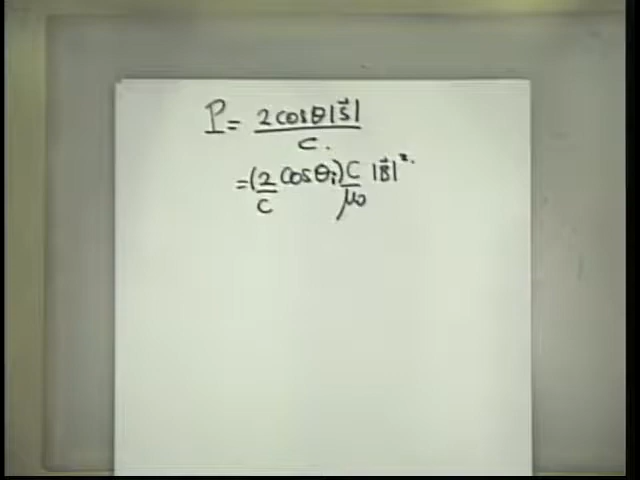 P = 2cosθ|S⃗| / c.
= (2/c cosθi) c/μ0 |B⃗|².